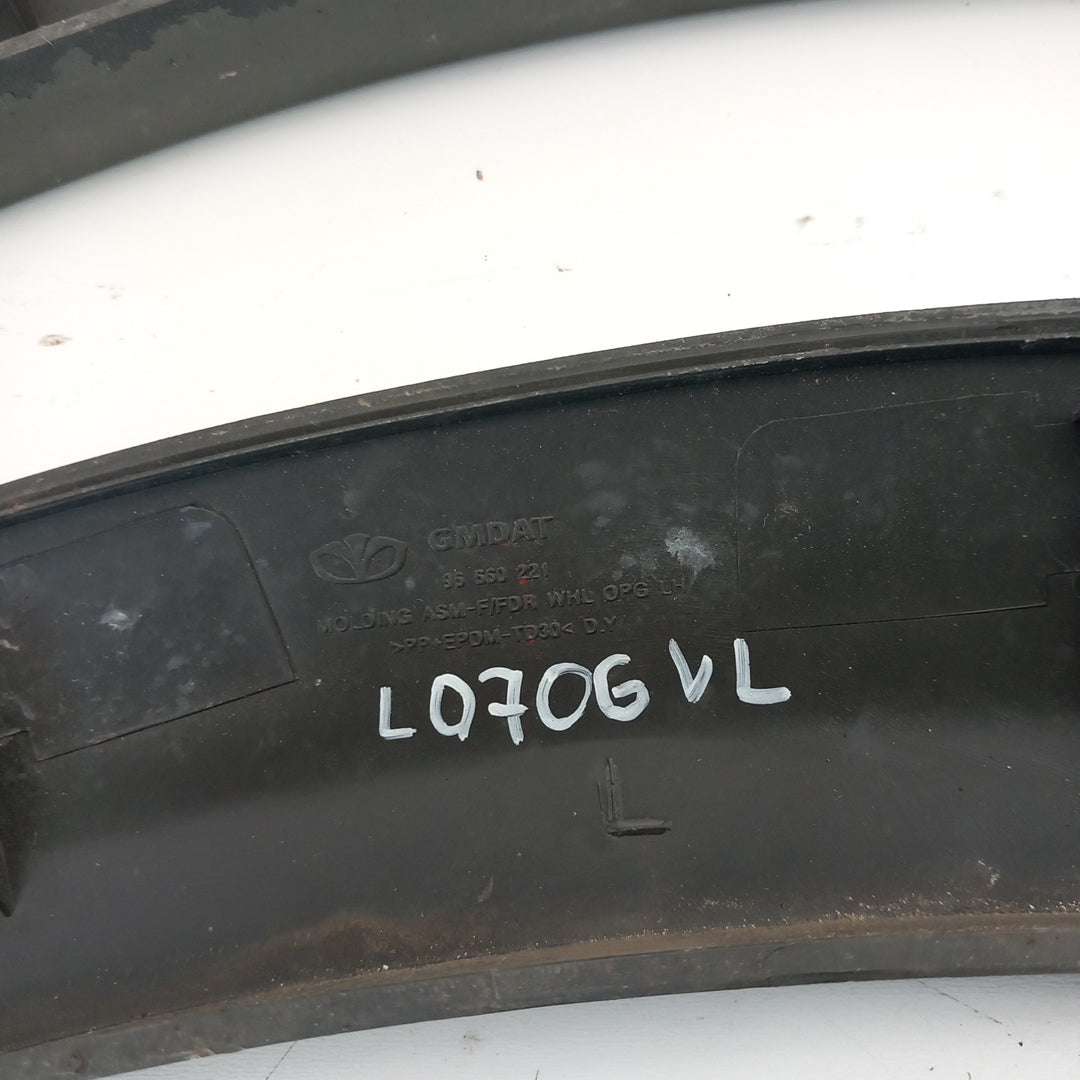 GMDAT
96 660 221
MOLDING ASM-F/FDR WHL OPG LH
>PP+EPDM-TD30< D.Y
L070G VL
L